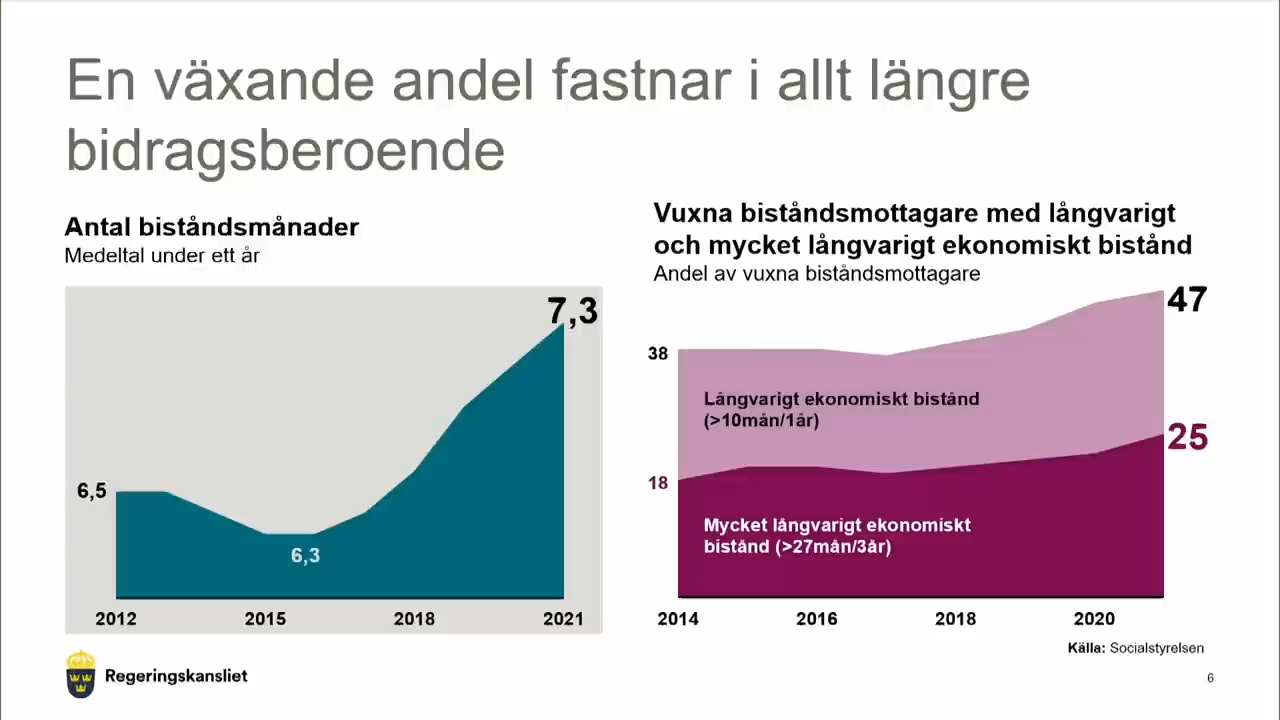 En växande andel fastnar i allt längre
bidragsberoende
Antal biståndsmånader
Medeltal under ett år
7,3
6,5
6,3
2012
2015
2018
2021
Vuxna biståndsmottagare med långvarigt
och mycket långvarigt ekonomiskt bistånd
Andel av vuxna biståndsmottagare
47
38
Långvarigt ekonomiskt bistånd
(>10mån/1år)
25
18
Mycket långvarigt ekonomiskt
bistånd (>27mån/3år)
2014
2016
2018
2020
Källa: Socialstyrelsen
Regeringskansliet
6